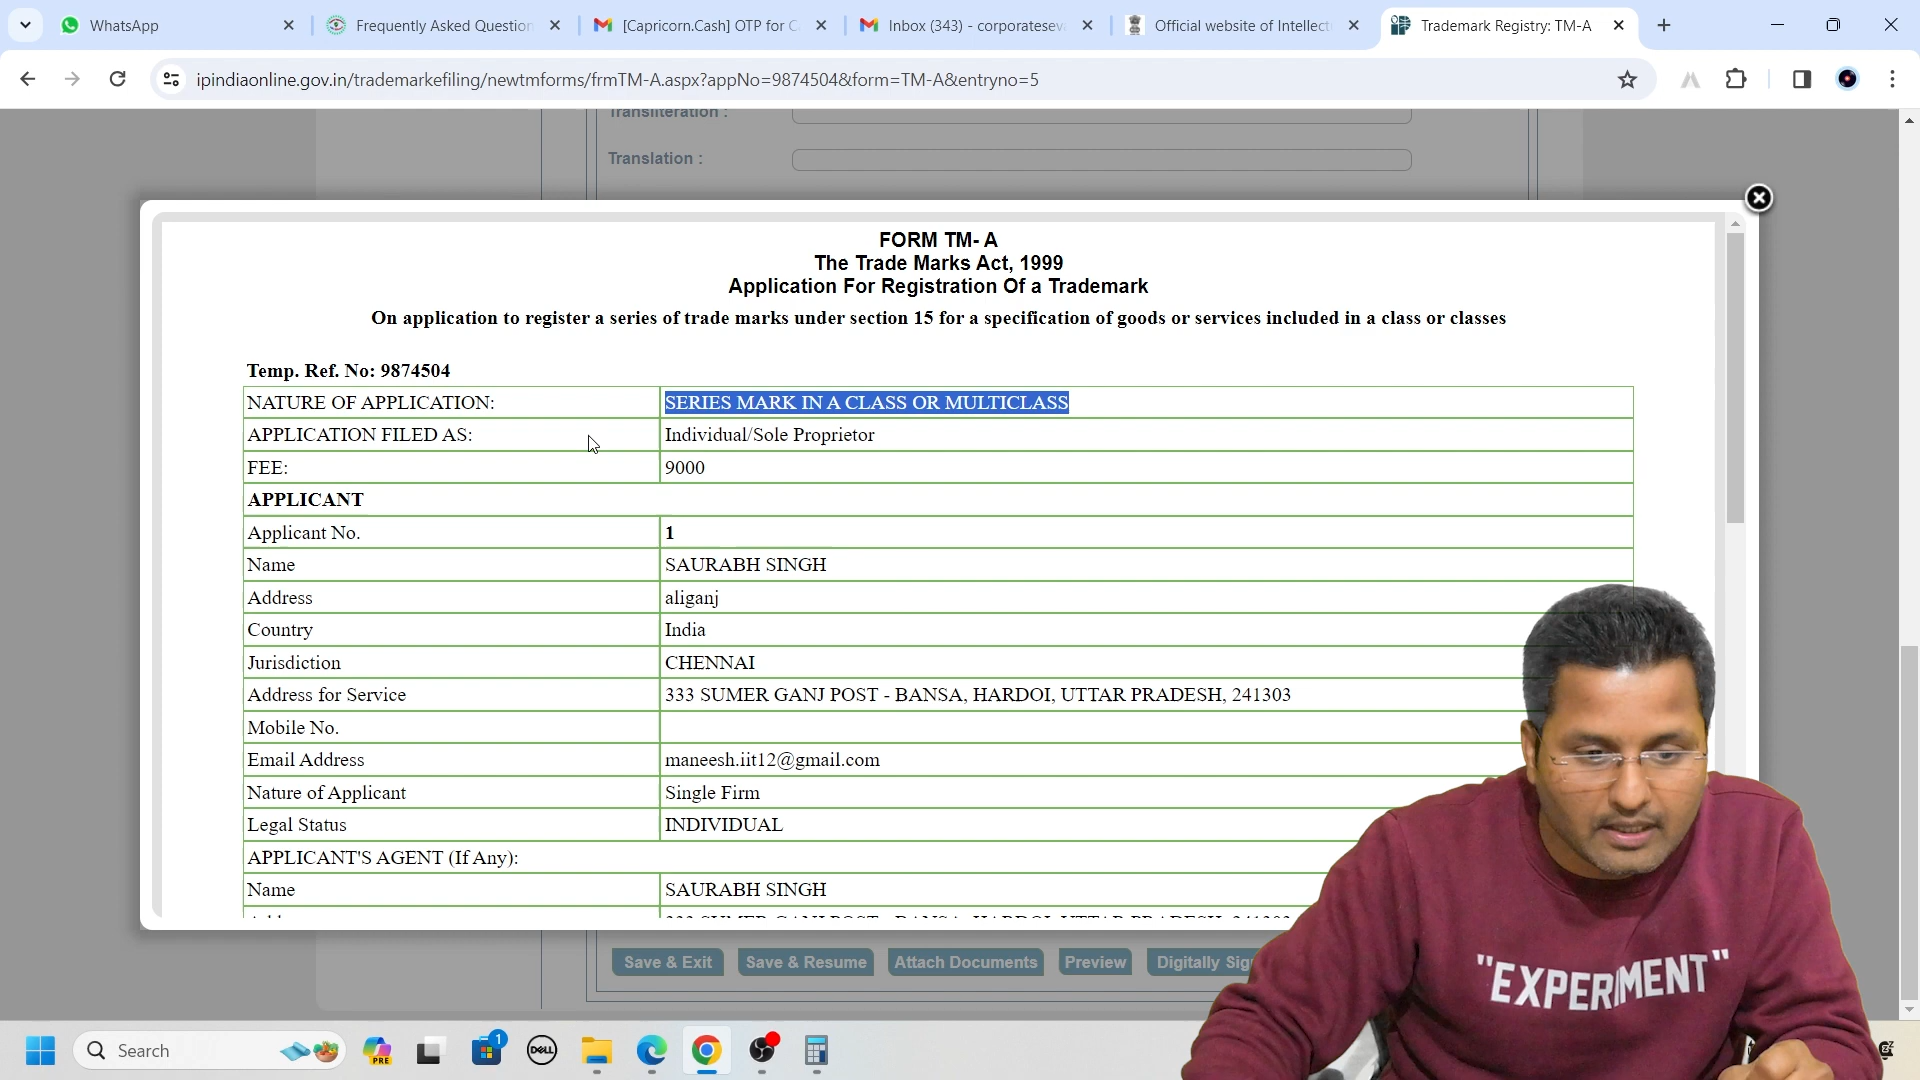 WhatsApp
Frequently Asked Question
[Capricorn.Cash] OTP for C
Inbox (343) - corporateseva
Official website of Intellect
Trademark Registry: TM-A
ipindiaonline.gov.in/trademarkefiling/newtmforms/frmTM-A.aspx?appNo=9874504&form=TM-A&entryno=5
Transliteration :
Translation :
FORM TM- A
The Trade Marks Act, 1999
Application For Registration Of a Trademark
On application to register a series of trade marks under section 15 for a specification of goods or services included in a class or classes
Temp. Ref. No: 9874504
NATURE OF APPLICATION: SERIES MARK IN A CLASS OR MULTICLASS
APPLICATION FILED AS: Individual/Sole Proprietor
FEE: 9000
APPLICANT
Applicant No. 1
Name SAURABH SINGH
Address aliganj
Country India
Jurisdiction CHENNAI
Address for Service 333 SUMER GANJ POST - BANSA, HARDOI, UTTAR PRADESH, 241303
Mobile No.
Email Address maneesh.iit12@gmail.com
Nature of Applicant Single Firm
Legal Status INDIVIDUAL
APPLICANT'S AGENT (If Any):
Name SAURABH SINGH
Save & Exit Save & Resume Attach Documents Preview Digitally Sig
"EXPERIMENT"
Search
PRE
1
DELL